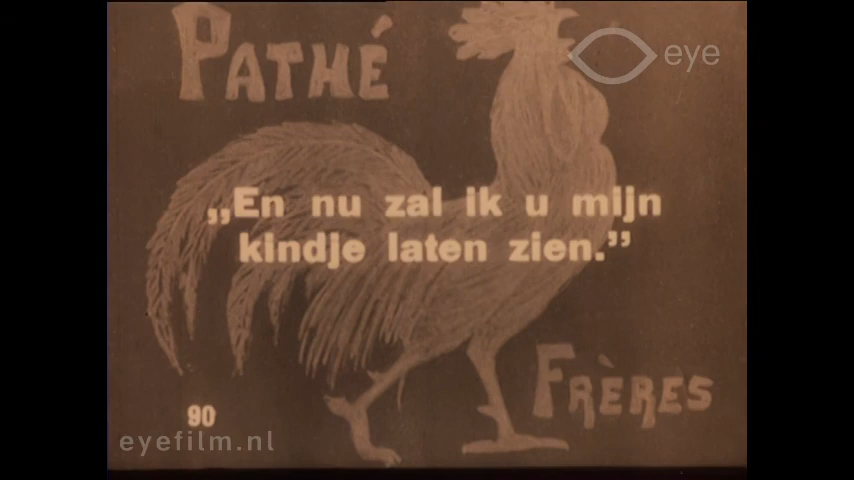 PATHÉ
eye
„En nu zal ik u mijn
kindje laten zien.”
FRÈRES
90
eyefilm.nl